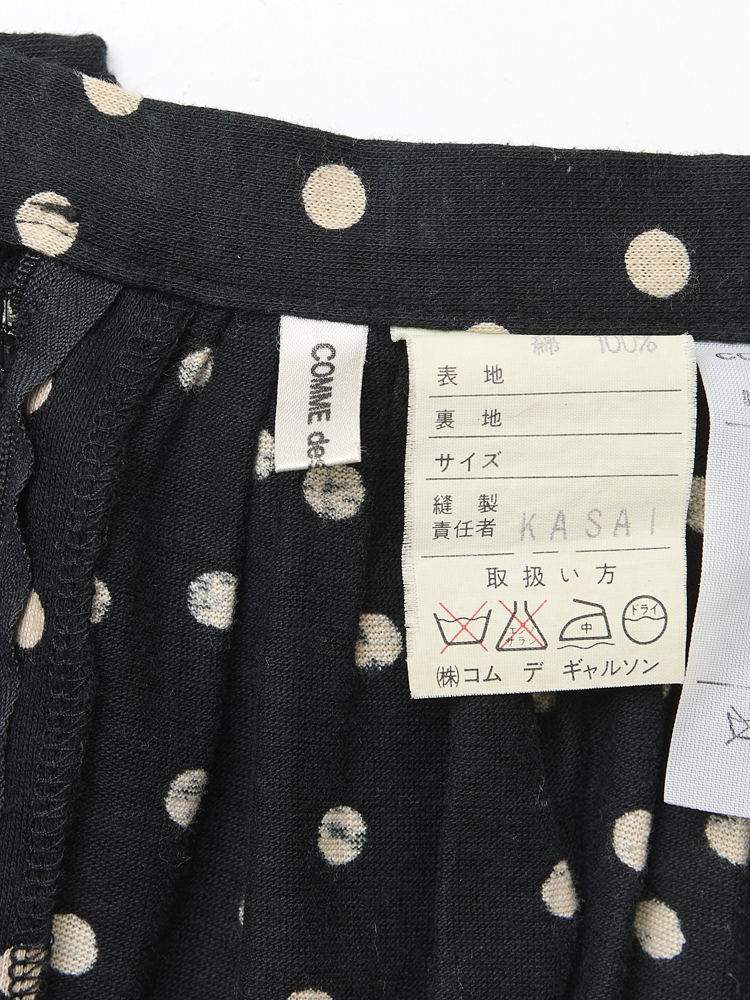 COMME des
綿 100%
表 地
裏 地
サイズ
縫 製
責任者 KASAI
取 扱 い 方
エンソ
サラシ
中
ドライ
(株)コム デ ギャルソン
CO